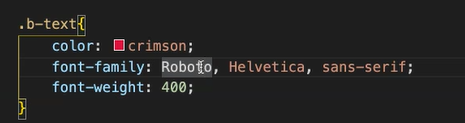 .b-text{
color: crimson;
font-family: Roboto, Helvetica, sans-serif;
font-weight: 400;
}